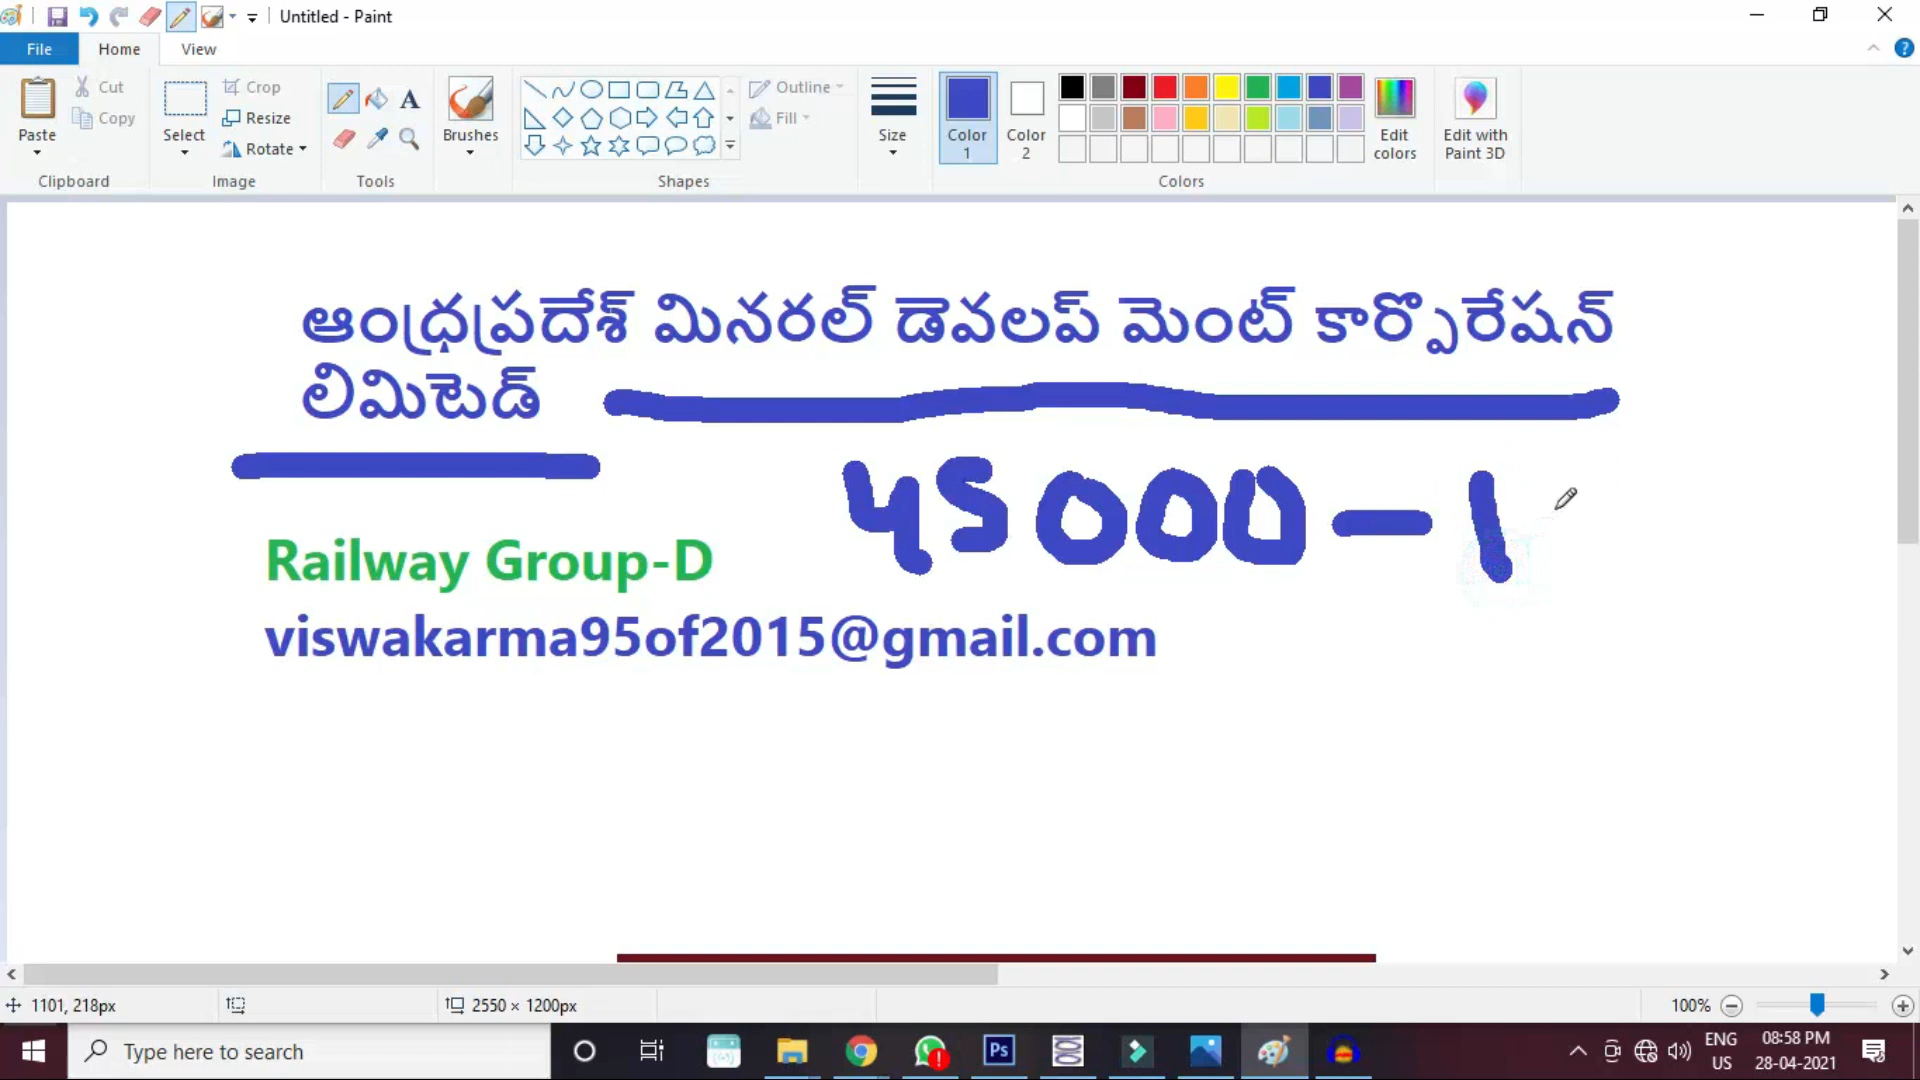 Untitled - Paint
File Home View
Paste
Cut
Copy
Clipboard
Select
Crop
Resize
Rotate
Image
Tools
Brushes
Shapes
Outline
Fill
Size
Color 1
Color 2
Edit colors
Colors
Edit with Paint 3D
ఆంధ్రప్రదేశ్ మినరల్ డెవలప్ మెంట్ కార్పొరేషన్
లిమిటెడ్
45000-1
Railway Group-D
viswakarma95of2015@gmail.com
1101, 218px
2550 × 1200px
100%
Type here to search
Ps
ENG
US
08:58 PM
28-04-2021